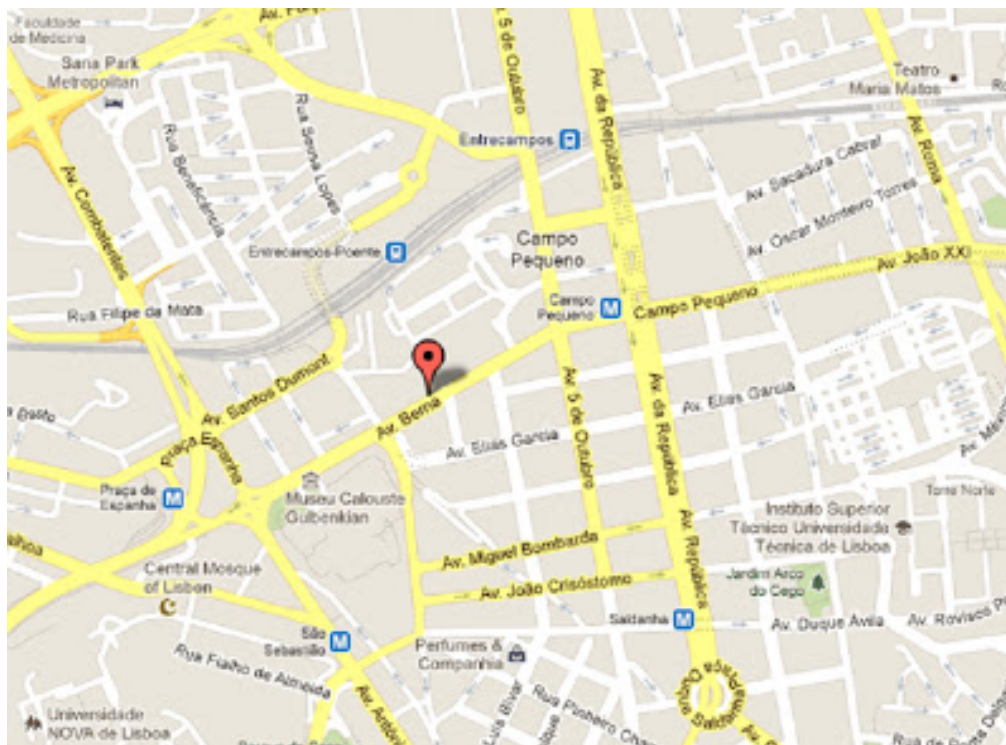 Faculdade
de Medicina
Sana Park
Metropolitan
Av. 5 de Outubro
Av. da República
Teatro
Maria Matos
Av. Roma
Entrecampos
Rua Beneficência
Rua Sousa Lopes
Av. Combatentes
Av. Sacadura Cabral
Av. Óscar Monteiro Torres
Entrecampos-Poente
Campo
Pequeno
Av. João XXI
Rua Filipe da Mata
Campo
Pequeno
M
Campo Pequeno
Av. Santos Dumont
Av. Berna
Av. 5 de Outubro
Av. da República
Av. Elias Garcia
Av. Elias Garcia
Praça Espanha
Praça de
Espanha
M
Museu Calouste
Gulbenkian
Torre Norte
Instituto Superior
Técnico Universidade
Técnica de Lisboa
Av. Miguel Bombarda
Av. República
Central Mosque
of Lisbon
Av. João Crisóstomo
Jardim Arco
do Cego
São
Sebastião
M
Saldanha
M
Av. Duque Ávila
Perfumes &
Companhia
Rua Fialho de Almeida
Universidade
NOVA de Lisboa